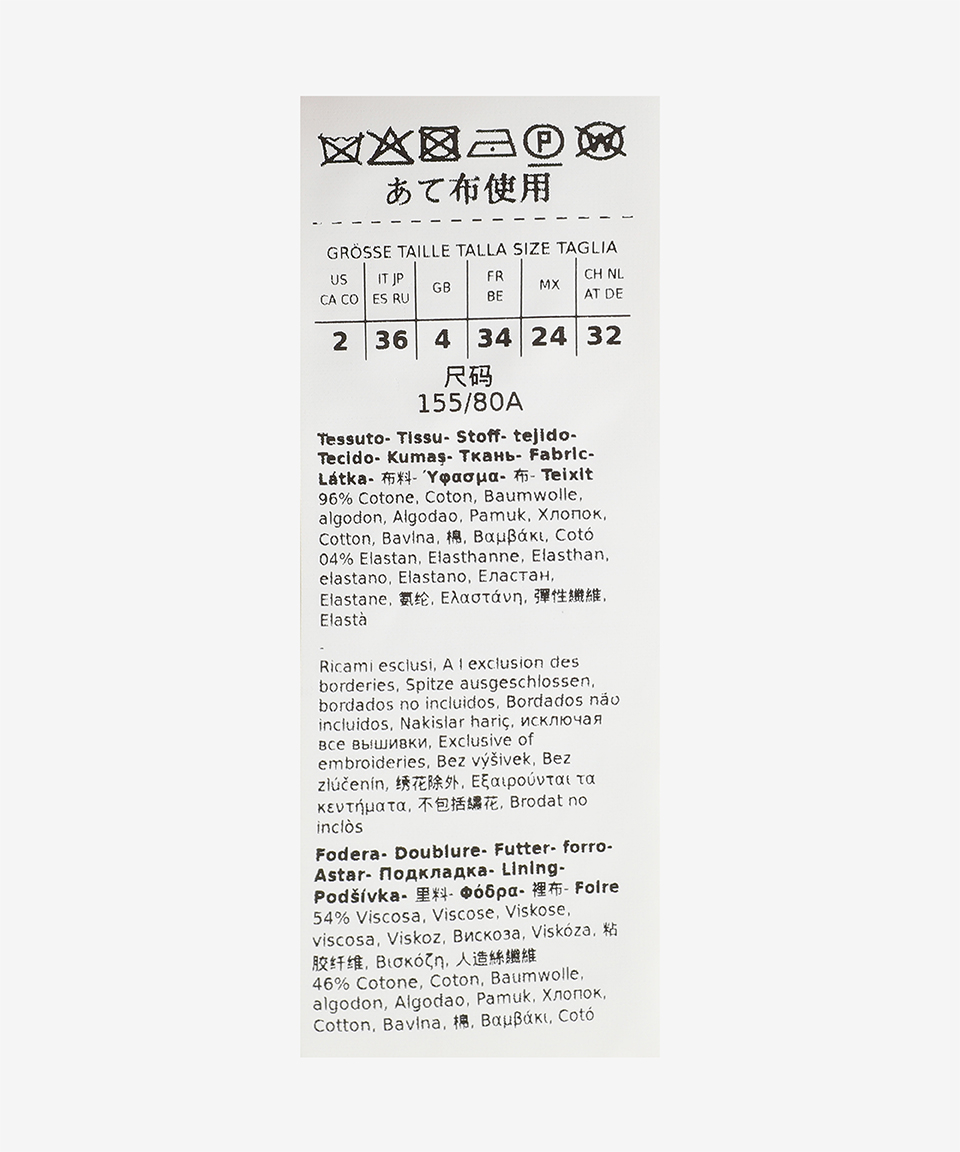 P W
あて布使用
GRÖSSE TAILLE TALLA SIZE TAGLIA
US IT JP GB FR MX CH NL
CA CO ES RU BE AT DE
2 36 4 34 24 32
尺码
155/80A
Tessuto- Tissu- Stoff- tejido-
Tecido- Kumaş- Ткань- Fabric-
Látka- 布料- Ύφασμα- 布- Teixit
96% Cotone, Coton, Baumwolle,
algodon, Algodao, Pamuk, Хлопок,
Cotton, Bavlna, 棉, Βαμβάκι, Cotó
04% Elastan, Elasthanne, Elasthan,
elastano, Elastano, Еластан,
Elastane, 氨纶, Ελαστάνη, 彈性纖維,
Elastà
-
Ricami esclusi, A l exclusion des
borderies, Spitze ausgeschlossen,
bordados no incluidos, Bordados não
incluidos, Nakislar hariç, исключая
все вышивки, Exclusive of
embroideries, Bez výšivek, Bez
zlúčenín, 绣花除外, Εξαιρούνται τα
κεντήματα, 不包括繡花, Brodat no
inclòs
Fodera- Doublure- Futter- forro-
Astar- Подкладка- Lining-
Podšívka- 里料- Φόδρα- 裡布- Folre
54% Viscosa, Viscose, Viskose,
viscosa, Viskoz, Вискоза, Viskóza, 粘
胶纤维, Βισκόζη, 人造絲纖維
46% Cotone, Coton, Baumwolle,
algodon, Algodao, Pamuk, Хлопок,
Cotton, Bavlna, 棉, Βαμβάκι, Cotó